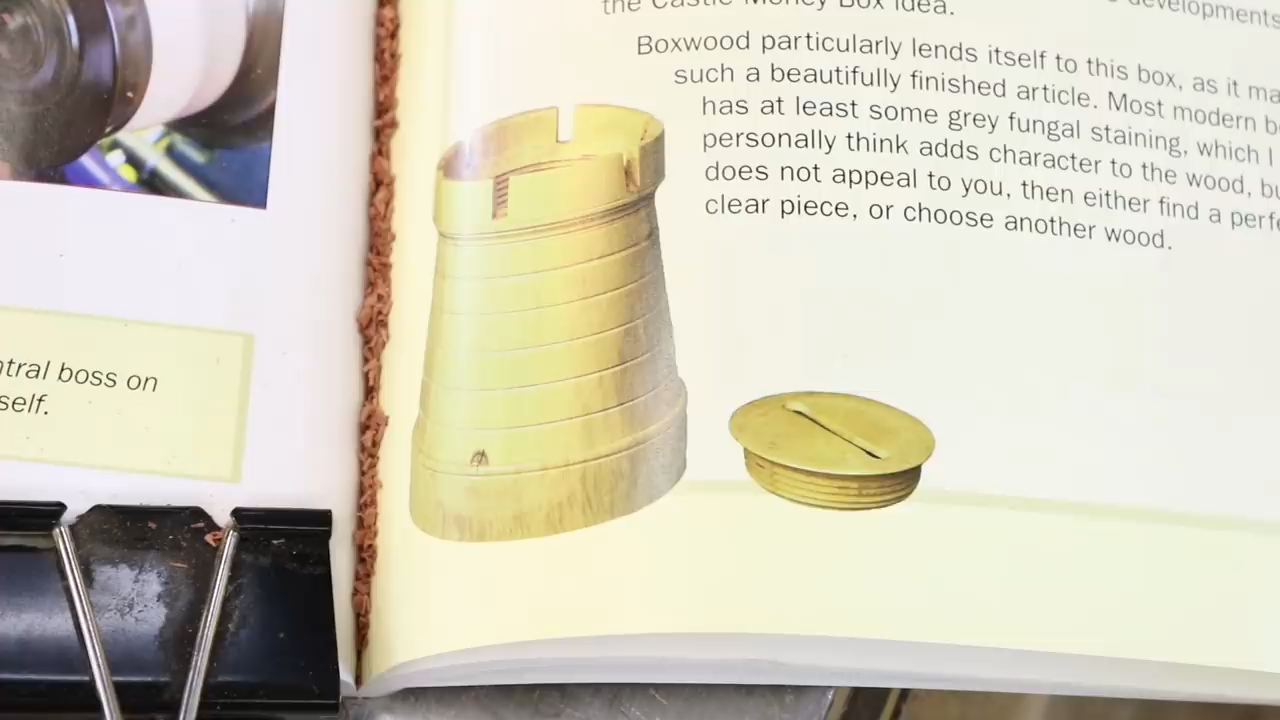 ntral boss on
self.
the Castle Money Box idea.
developments
Boxwood particularly lends itself to this box, as it ma
such a beautifully finished article. Most modern b
has at least some grey fungal staining, which I
personally think adds character to the wood, bu
does not appeal to you, then either find a perfe
clear piece, or choose another wood.